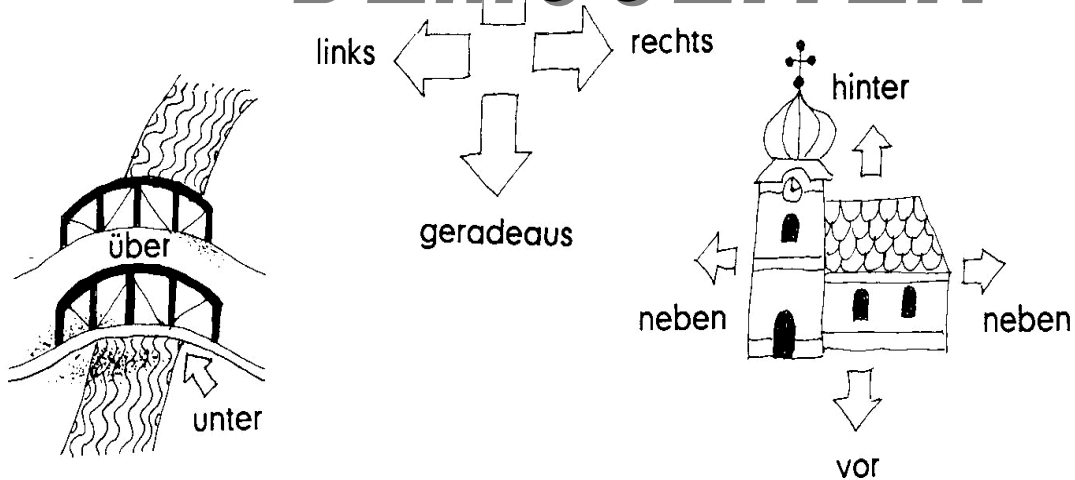 links
rechts
hinter
über
geradeaus
neben
neben
unter
vor